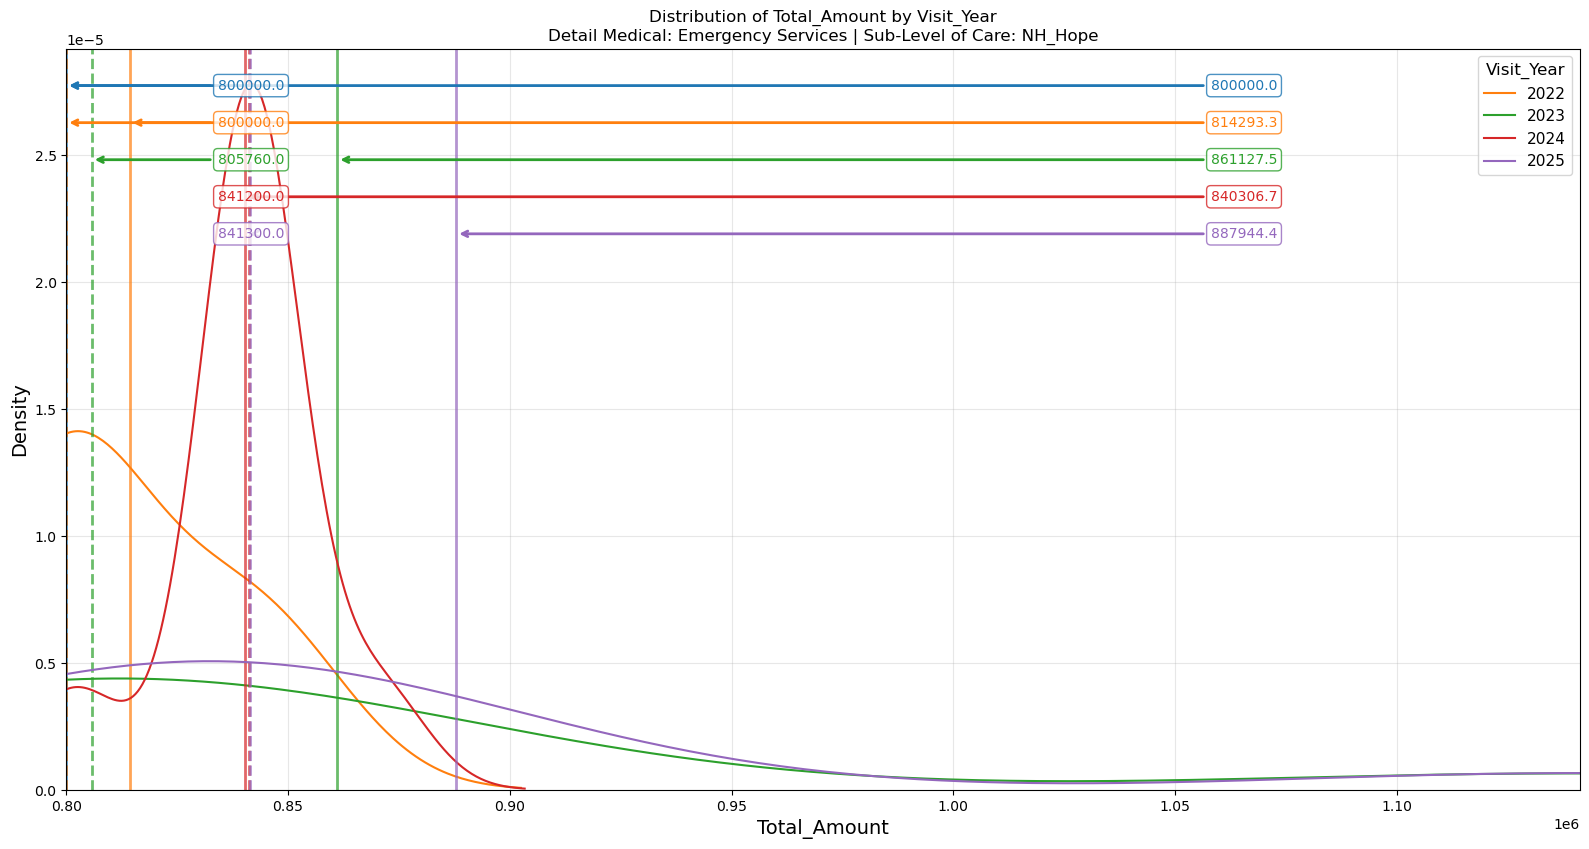 Distribution of Total_Amount by Visit_Year
Detail Medical: Emergency Services | Sub-Level of Care: NH_Hope
1e−5
Visit_Year
2022
2023
2024
2025
800000.0 800000.0
800000.0 814293.3
805760.0 861127.5
841200.0 840306.7
841300.0 887944.4
Density
2.5
2.0
1.5
1.0
0.5
0.0
0.80 0.85 0.90 0.95 1.00 1.05 1.10
1e6
Total_Amount